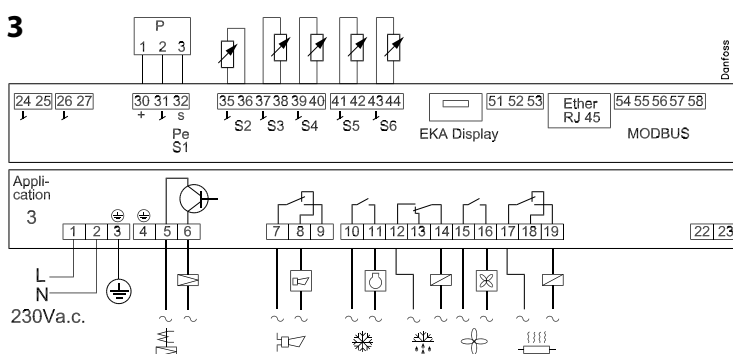 3
P
1 2 3
Danfoss
24 25 26 27 30 31 32 35 36 37 38 39 40 41 42 43 44 51 52 53 Ether RJ 45 54 55 56 57 58
+ s
Pe
S1
S2 S3 S4 S5 S6
EKA Display
MODBUS
Appli-
cation
3
1 2 3 4 5 6 7 8 9 10 11 12 13 14 15 16 17 18 19 22 23
L
N
230Va.c.